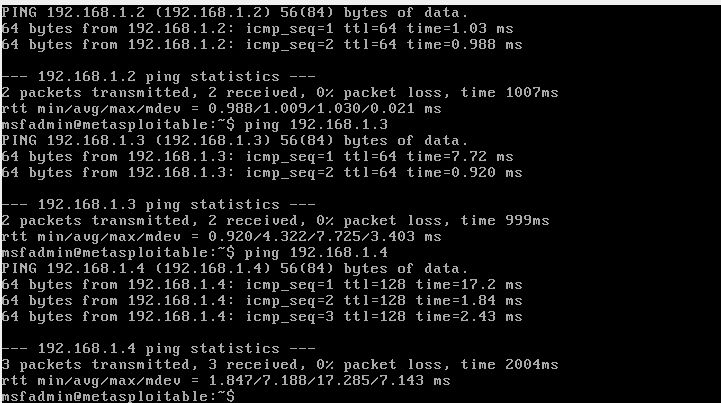 PING 192.168.1.2 (192.168.1.2) 56(84) bytes of data.
64 bytes from 192.168.1.2: icmp_seq=1 ttl=64 time=1.03 ms
64 bytes from 192.168.1.2: icmp_seq=2 ttl=64 time=0.988 ms
--- 192.168.1.2 ping statistics ---
2 packets transmitted, 2 received, 0% packet loss, time 1007ms
rtt min/avg/max/mdev = 0.988/1.009/1.030/0.021 ms
msfadmin@metasploitable:~$ ping 192.168.1.3
PING 192.168.1.3 (192.168.1.3) 56(84) bytes of data.
64 bytes from 192.168.1.3: icmp_seq=1 ttl=64 time=7.72 ms
64 bytes from 192.168.1.3: icmp_seq=2 ttl=64 time=0.920 ms
--- 192.168.1.3 ping statistics ---
2 packets transmitted, 2 received, 0% packet loss, time 999ms
rtt min/avg/max/mdev = 0.920/4.322/7.725/3.403 ms
msfadmin@metasploitable:~$ ping 192.168.1.4
PING 192.168.1.4 (192.168.1.4) 56(84) bytes of data.
64 bytes from 192.168.1.4: icmp_seq=1 ttl=128 time=17.2 ms
64 bytes from 192.168.1.4: icmp_seq=2 ttl=128 time=1.84 ms
64 bytes from 192.168.1.4: icmp_seq=3 ttl=128 time=2.43 ms
--- 192.168.1.4 ping statistics ---
3 packets transmitted, 3 received, 0% packet loss, time 2004ms
rtt min/avg/max/mdev = 1.847/7.188/17.285/7.143 ms
msfadmin@metasploitable:~$